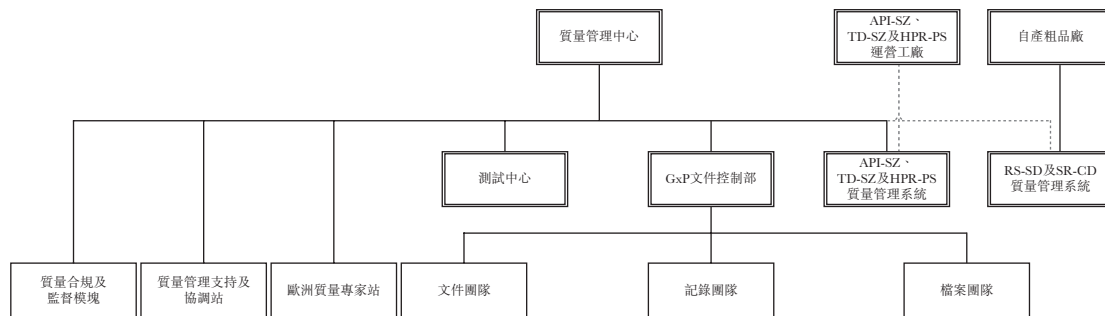 質量管理中心
API-SZ、
TD-SZ及HPR-PS
運營工廠
自產粗品廠
測試中心
GxP文件控制部
API-SZ、
TD-SZ及HPR-PS
質量管理系統
RS-SD及SR-CD
質量管理系統
質量合規及
監督模塊
質量管理支持及
協調站
歐洲質量專家站
文件團隊
記錄團隊
檔案團隊